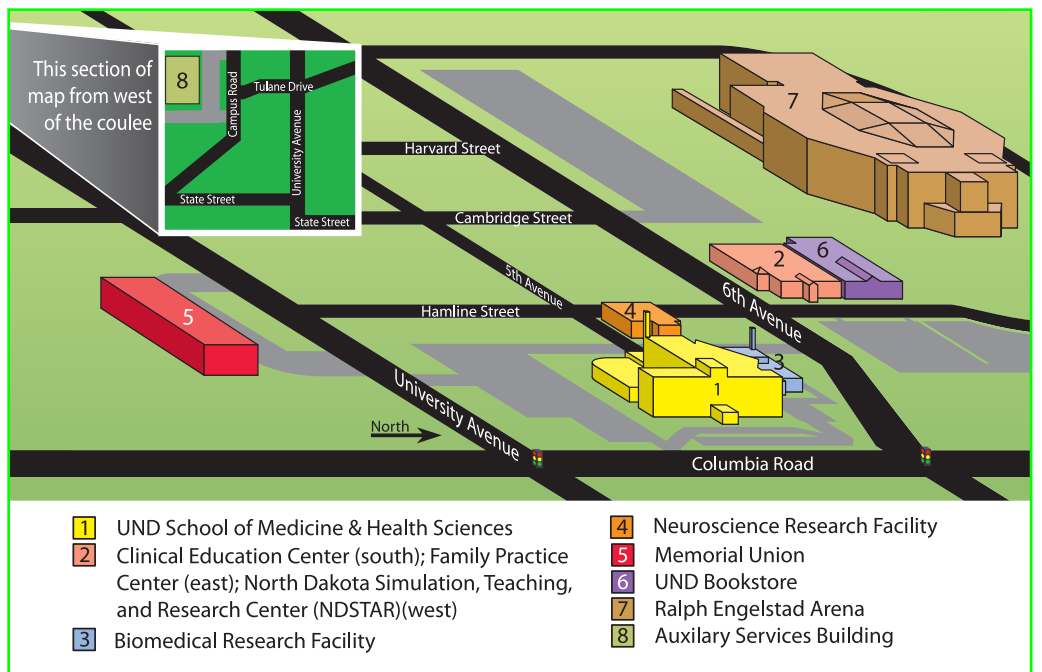 This section of
map from west
of the coulee
8
Campus Road
Tulane Drive
University Avenue
State Street
State Street
7
Harvard Street
Cambridge Street
5th Avenue
6th Avenue
2
6
Hamline Street
4
5
3
1
University Avenue
North
Columbia Road
1 UND School of Medicine & Health Sciences
2 Clinical Education Center (south); Family Practice
Center (east); North Dakota Simulation, Teaching,
and Research Center (NDSTAR)(west)
3 Biomedical Research Facility
4 Neuroscience Research Facility
5 Memorial Union
6 UND Bookstore
7 Ralph Engelstad Arena
8 Auxilary Services Building